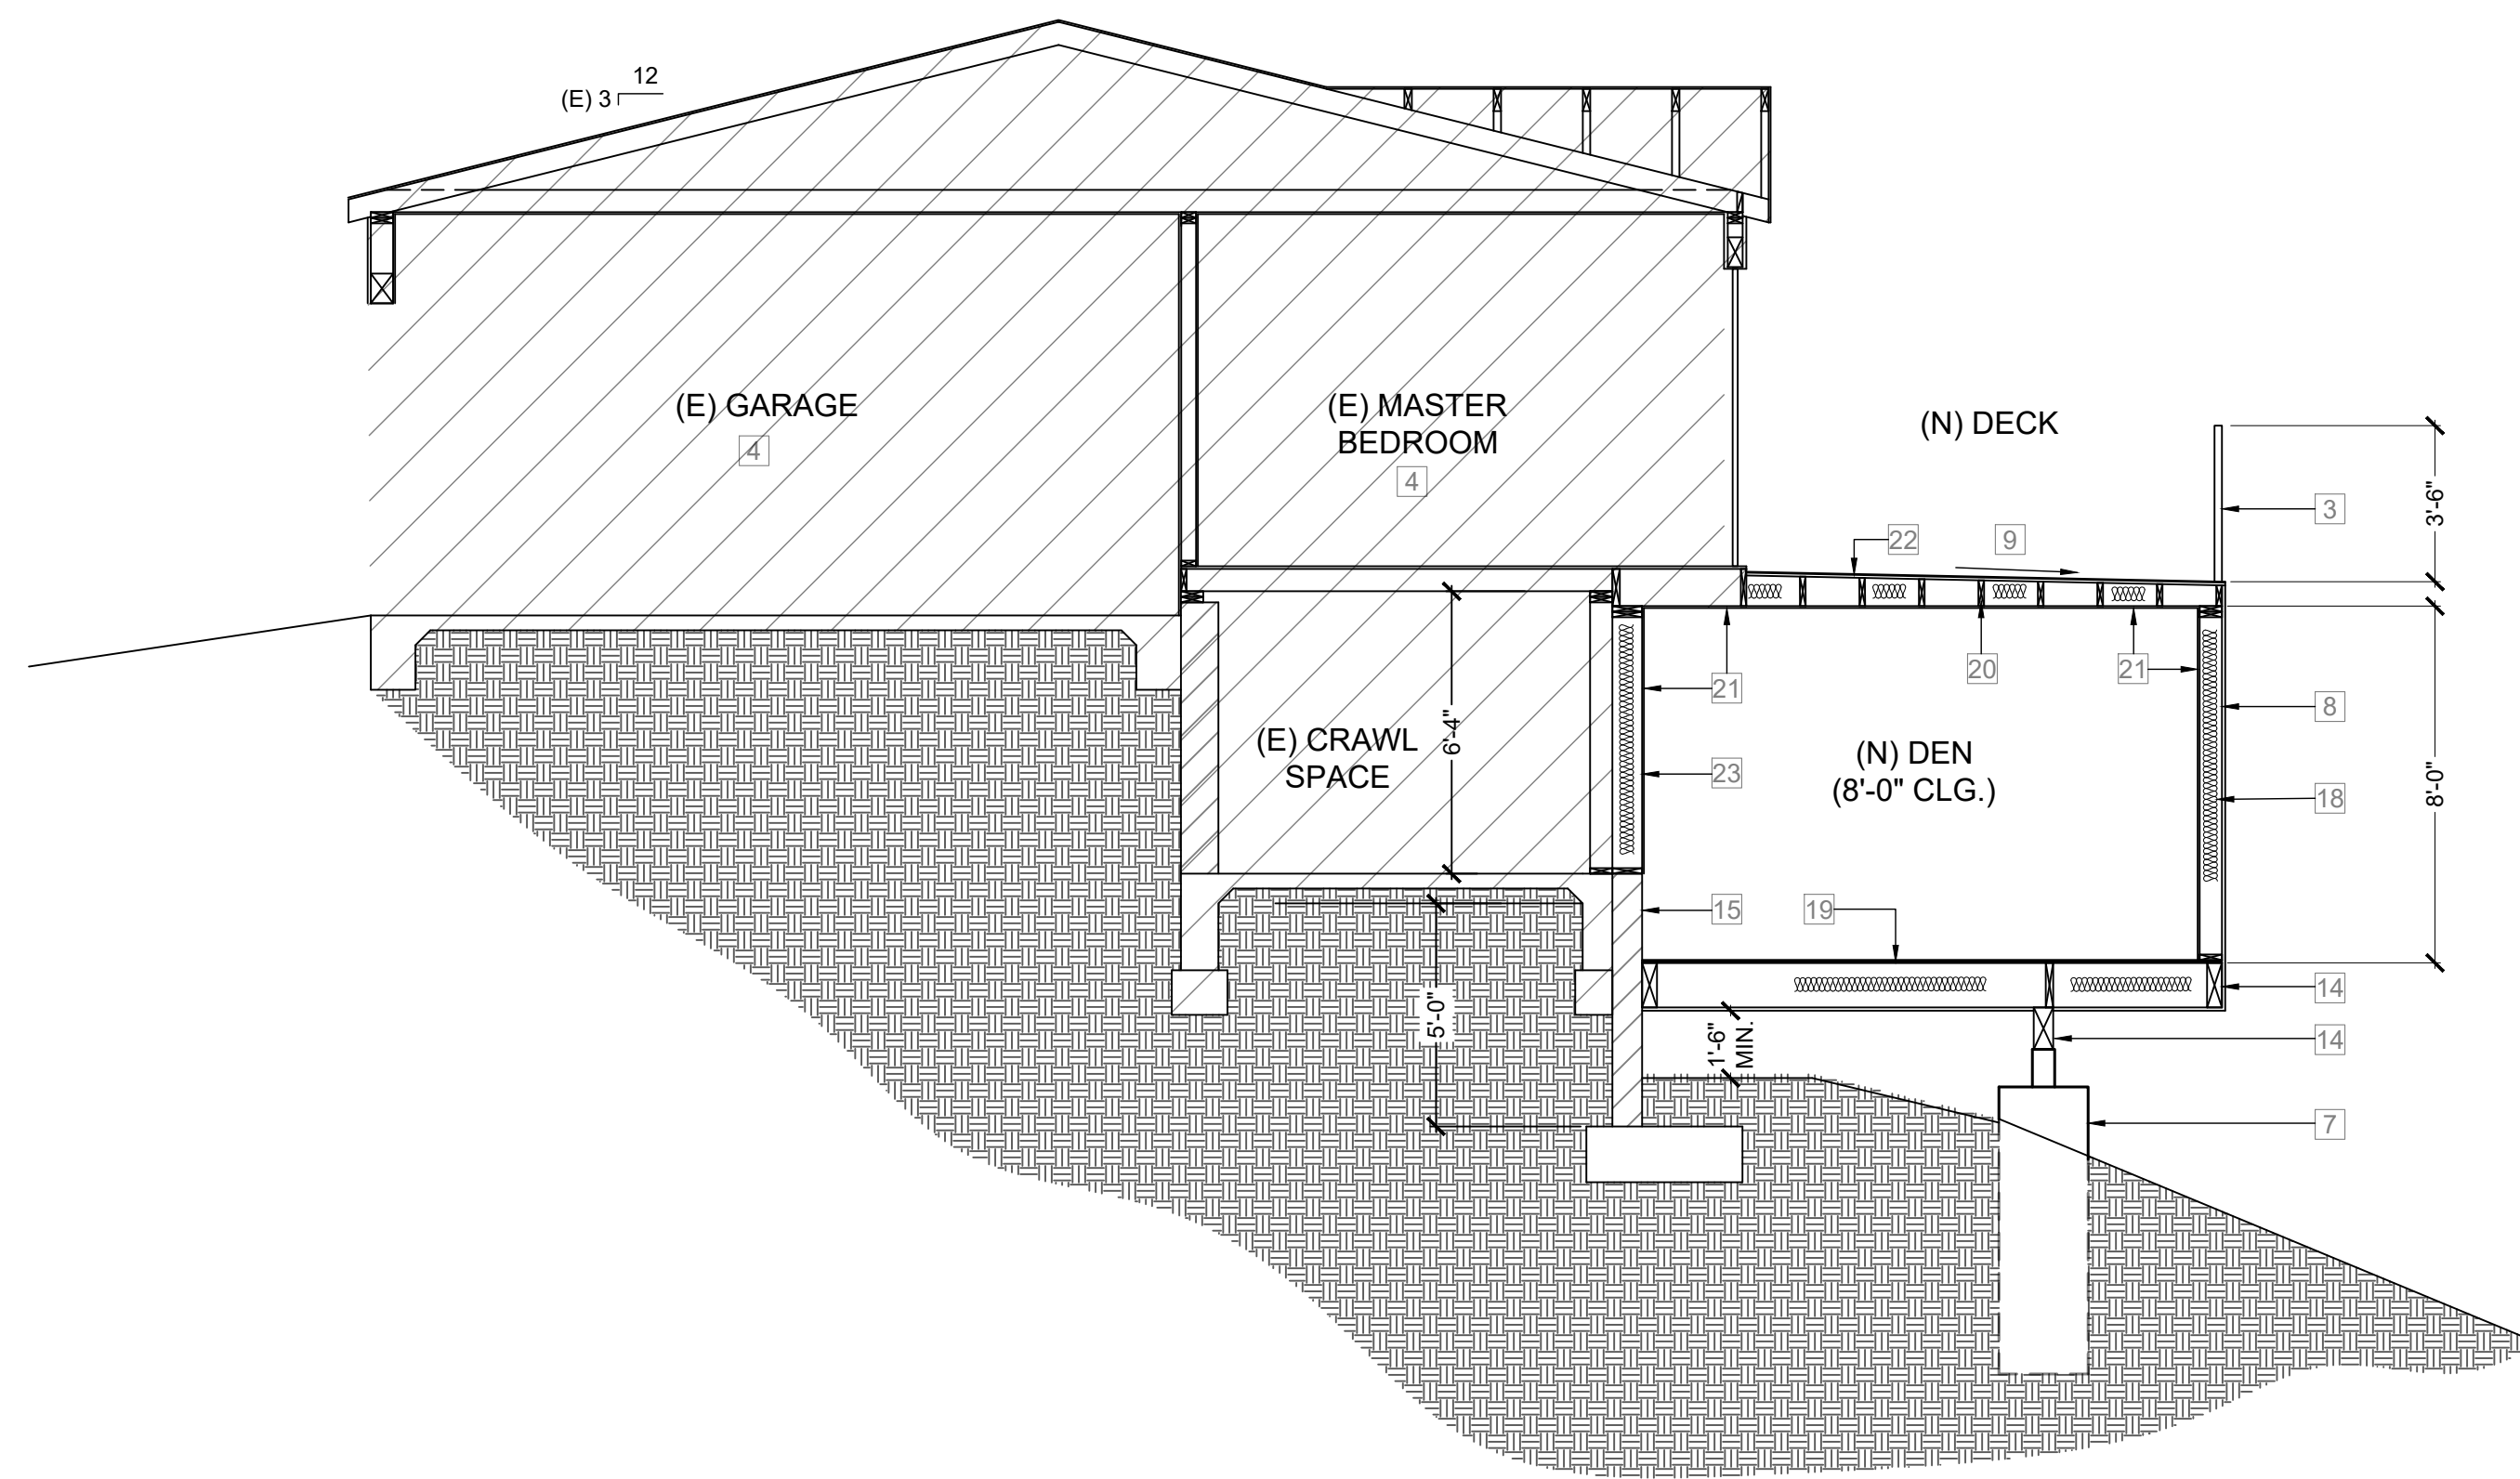 12
(E) 3
(E) GARAGE
4
(E) MASTER
BEDROOM
4
(N) DECK
3
3'-6"
22
9
21
20
21
8
(E) CRAWL
SPACE
6'-4"
23
(N) DEN
(8'-0" CLG.)
18
8'-0"
15
19
14
5'-0"
1'-6"
MIN.
14
7